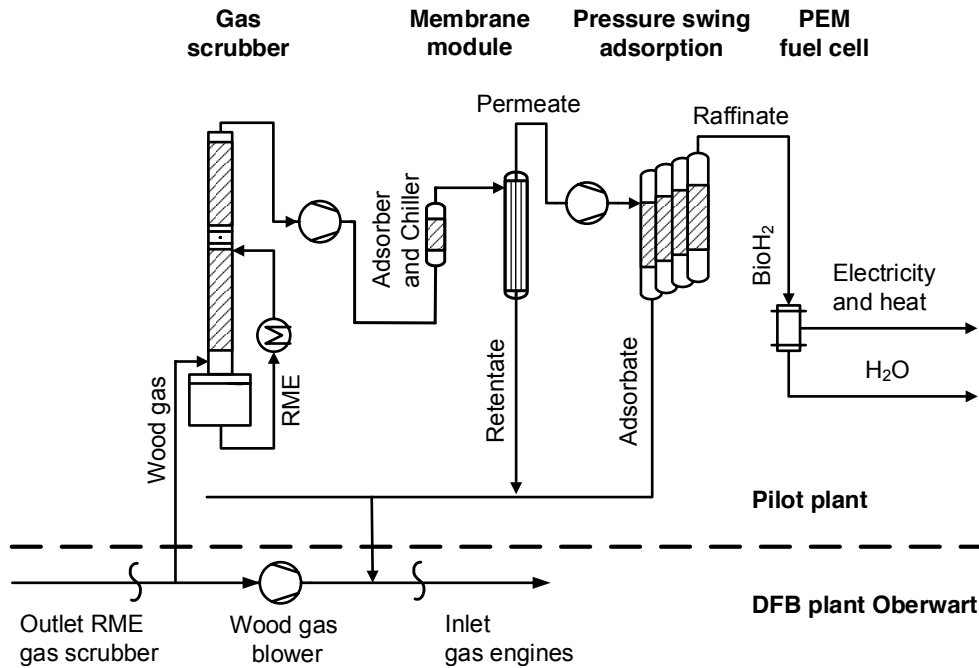 Gas
scrubber
Membrane
module
Pressure swing
adsorption
PEM
fuel cell
Permeate
Raffinate
Adsorber
and Chiller
BioH₂
Electricity
and heat
H₂O
M
RME
Wood gas
Retentate
Adsorbate
Pilot plant
DFB plant Oberwart
Outlet RME
gas scrubber
Wood gas
blower
Inlet
gas engines